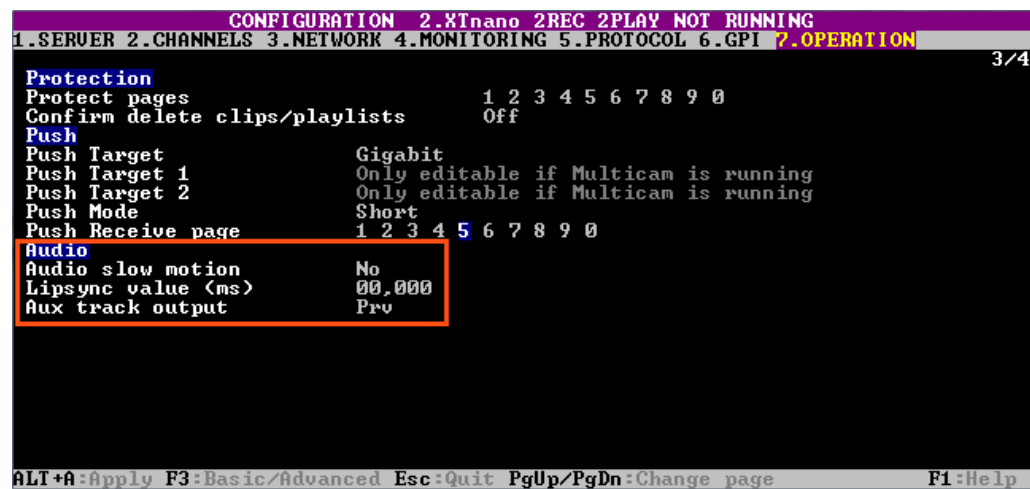 CONFIGURATION 2.XTnano 2REC 2PLAY NOT RUNNING
1.SERVER 2.CHANNELS 3.NETWORK 4.MONITORING 5.PROTOCOL 6.GPI 7.OPERATION
3/4
Protection
Protect pages 1 2 3 4 5 6 7 8 9 0
Confirm delete clips/playlists Off
Push
Push Target Gigabit
Push Target 1 Only editable if Multicam is running
Push Target 2 Only editable if Multicam is running
Push Mode Short
Push Receive page 1 2 3 4 5 6 7 8 9 0
Audio
Audio slow motion No
Lipsync value (ms) 00,000
Aux track output Prv
ALT+A:Apply F3:Basic/Advanced Esc:Quit PgUp/PgDn:Change page F1:Help